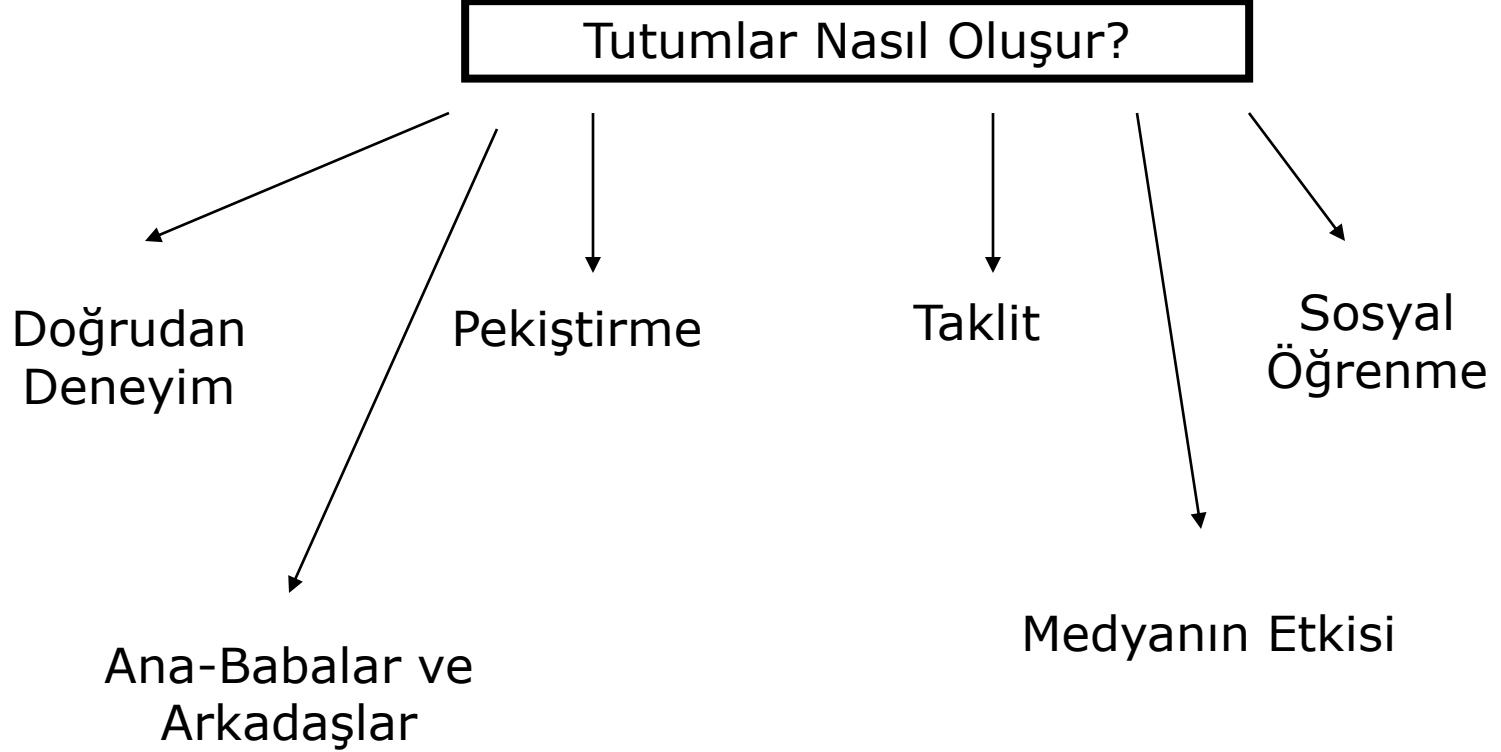 Tutumlar Nasıl Oluşur?
Doğrudan
Deneyim
Pekiştirme
Taklit
Sosyal
Öğrenme
Ana-Babalar ve
Arkadaşlar
Medyanın Etkisi